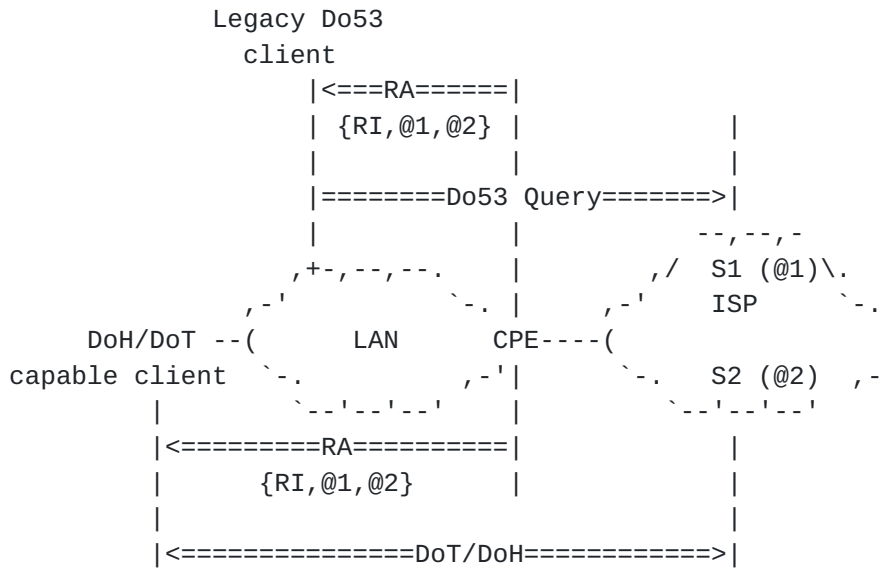 Legacy Do53
client
|<===RA======|
| {RI,@1,@2} | |
| | |
|========Do53 Query=======>|
| | --,--,-
,+-,--,--. | ,/ S1 (@1)\.
,-' `-. | ,-' ISP `-.
DoH/DoT --( LAN CPE----(
capable client `-. ,-'| `-. S2 (@2) ,-
| `--'--'--' | `--'--'--'
|<=========RA==========| |
| {RI,@1,@2} | |
| |
|<===============DoT/DoH===========>|